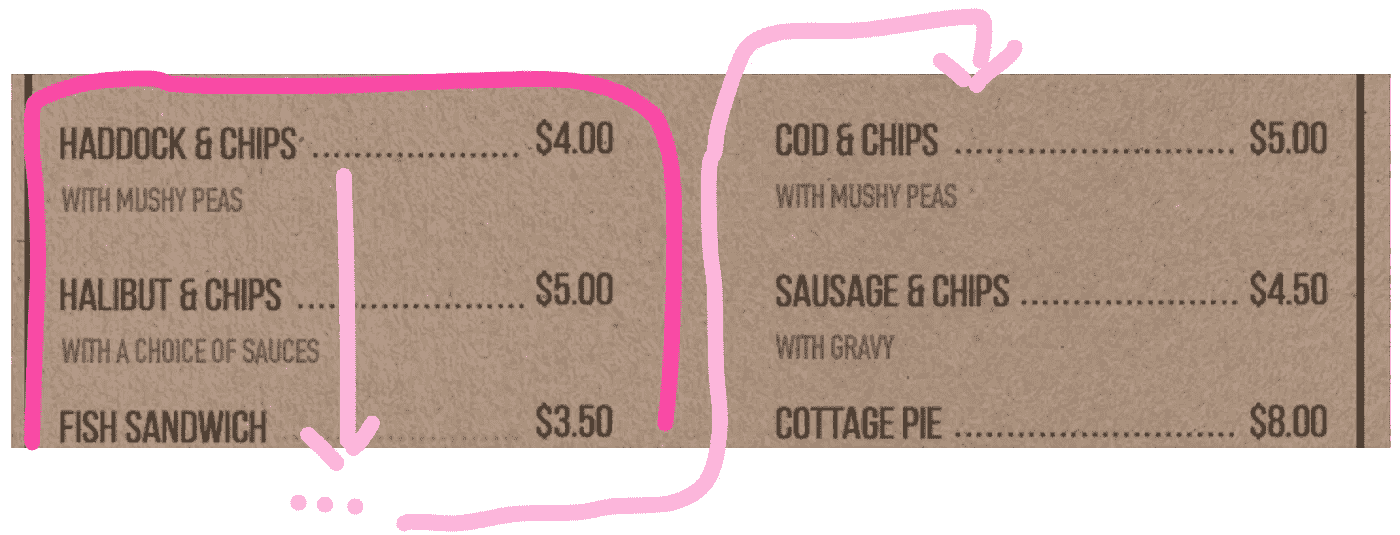 HADDOCK & CHIPS .................... $4.00
WITH MUSHY PEAS
HALIBUT & CHIPS ...................... $5.00
WITH A CHOICE OF SAUCES
FISH SANDWICH .................... $3.50
...
COD & CHIPS ........................... $5.00
WITH MUSHY PEAS
SAUSAGE & CHIPS ..................... $4.50
WITH GRAVY
COTTAGE PIE ........................... $8.00